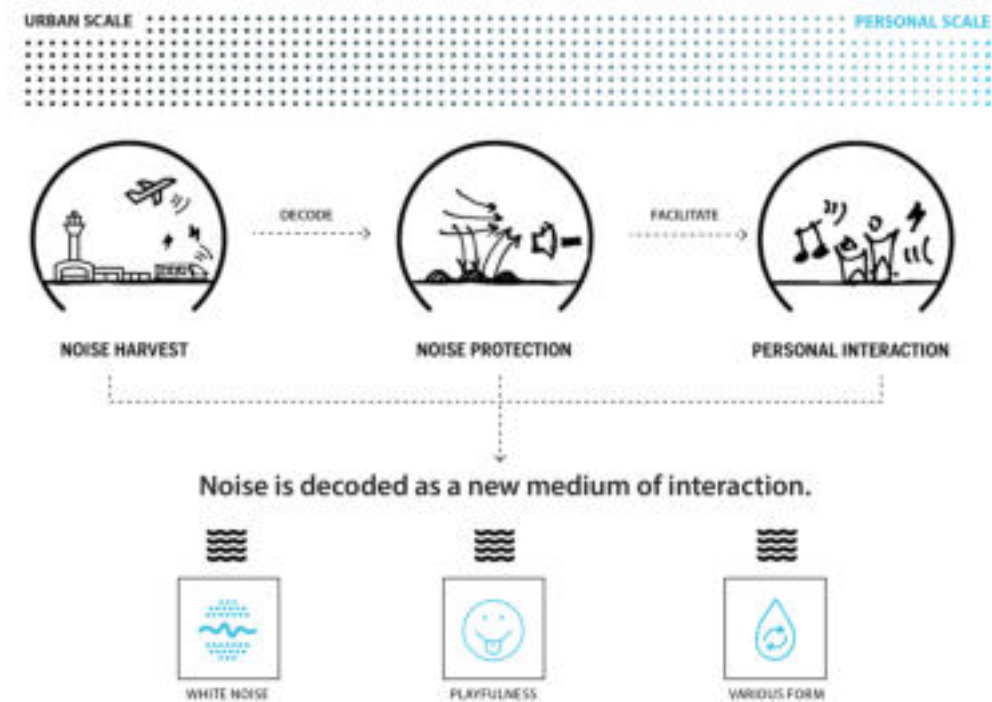 URBAN SCALE
PERSONAL SCALE
DECODE
FACILITATE
NOISE HARVEST
NOISE PROTECTION
PERSONAL INTERACTION
Noise is decoded as a new medium of interaction.
WHITE NOISE
PLAYFULNESS
VARIOUS FORM